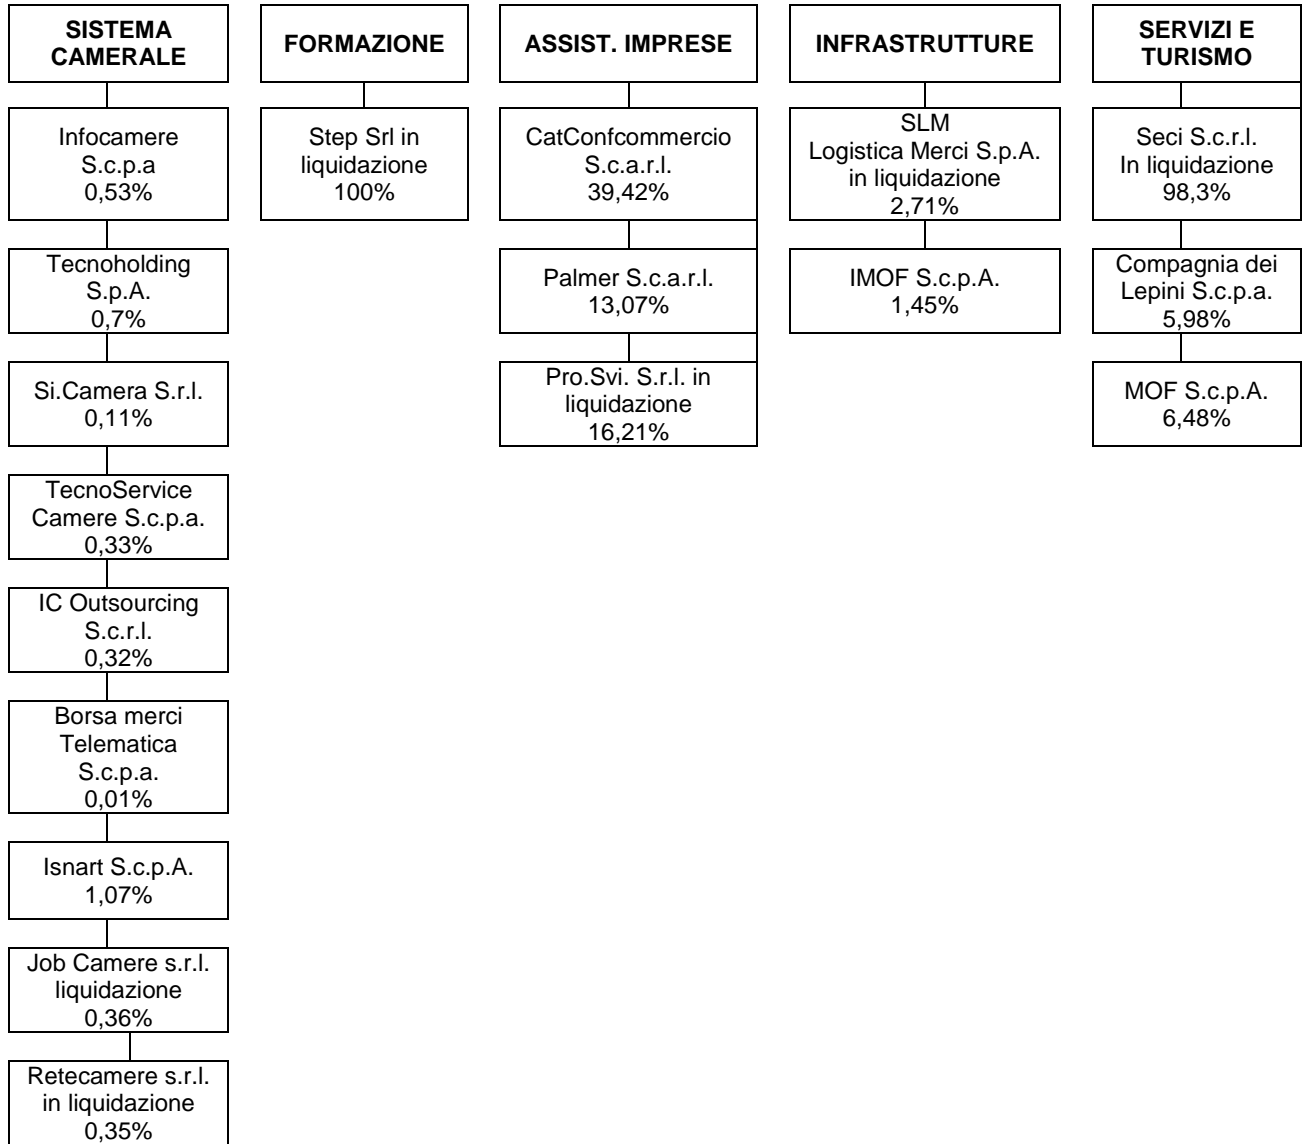 SISTEMA
CAMERALE
Infocamere
S.c.p.a
0,53%
Tecnoholding
S.p.A.
0,7%
Si.Camera S.r.l.
0,11%
TecnoService
Camere S.c.p.a.
0,33%
IC Outsourcing
S.c.r.l.
0,32%
Borsa merci
Telematica
S.c.p.a.
0,01%
Isnart S.c.p.A.
1,07%
Job Camere s.r.l.
liquidazione
0,36%
Retecamere s.r.l.
in liquidazione
0,35%
FORMAZIONE
Step Srl in
liquidazione
100%
ASSIST. IMPRESE
CatConfcommercio
S.c.a.r.l.
39,42%
Palmer S.c.a.r.l.
13,07%
Pro.Svi. S.r.l. in
liquidazione
16,21%
INFRASTRUTTURE
SLM
Logistica Merci S.p.A.
in liquidazione
2,71%
IMOF S.c.p.A.
1,45%
SERVIZI E
TURISMO
Seci S.c.r.l.
In liquidazione
98,3%
Compagnia dei
Lepini S.c.p.a.
5,98%
MOF S.c.p.A.
6,48%